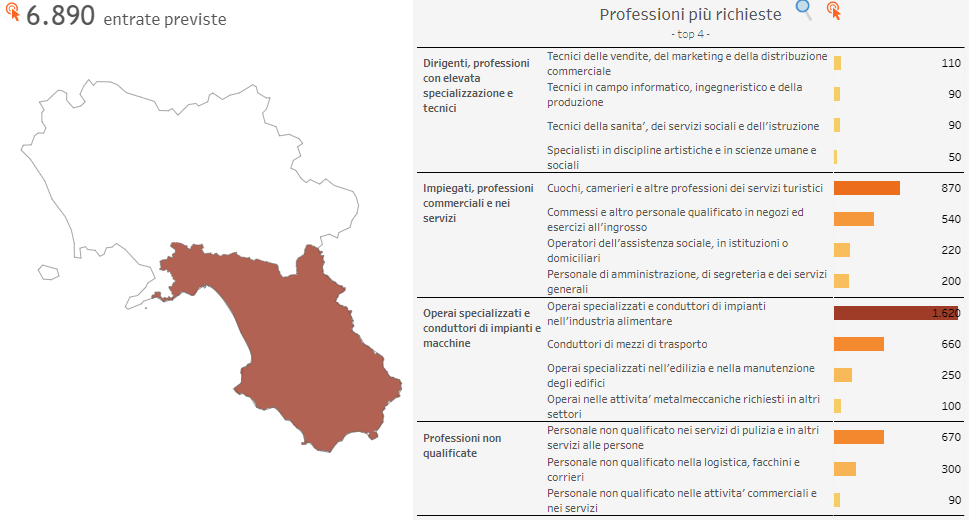 6.890 entrate previste
Professioni più richieste
- top 4 -
Dirigenti, professioni
con elevata
specializzazione e
tecnici
Tecnici delle vendite, del marketing e della distribuzione
commerciale
110
Tecnici in campo informatico, ingegneristico e della
produzione
90
Tecnici della sanita', dei servizi sociali e dell'istruzione
90
Specialisti in discipline artistiche e in scienze umane e
sociali
50
Impiegati, professioni
commerciali e nei
servizi
Cuochi, camerieri e altre professioni dei servizi turistici
870
Commessi e altro personale qualificato in negozi ed
esercizi all'ingrosso
540
Operatori dell'assistenza sociale, in istituzioni o
domiciliari
220
Personale di amministrazione, di segreteria e dei servizi
generali
200
Operai specializzati e
conduttori di impianti e
macchine
Operai specializzati e conduttori di impianti
nell'industria alimentare
1.620
Conduttori di mezzi di trasporto
660
Operai specializzati nell'edilizia e nella manutenzione
degli edifici
250
Operai nelle attivita' metalmeccaniche richiesti in altri
settori
100
Professioni non
qualificate
Personale non qualificato nei servizi di pulizia e in altri
servizi alle persone
670
Personale non qualificato nella logistica, facchini e
corrieri
300
Personale non qualificato nelle attivita' commerciali e
nei servizi
90